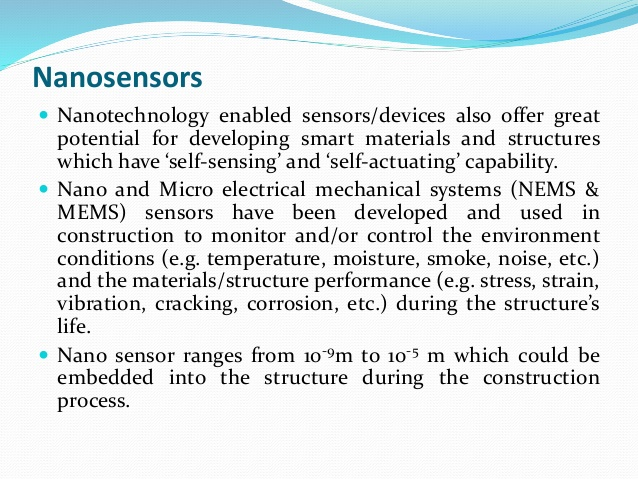 Nanosensors
• Nanotechnology enabled sensors/devices also offer great
potential for developing smart materials and structures
which have ‘self-sensing’ and ‘self-actuating’ capability.
• Nano and Micro electrical mechanical systems (NEMS &
MEMS) sensors have been developed and used in
construction to monitor and/or control the environment
conditions (e.g. temperature, moisture, smoke, noise, etc.)
and the materials/structure performance (e.g. stress, strain,
vibration, cracking, corrosion, etc.) during the structure’s
life.
• Nano sensor ranges from 10⁻⁹m to 10⁻⁵ m which could be
embedded into the structure during the construction
process.